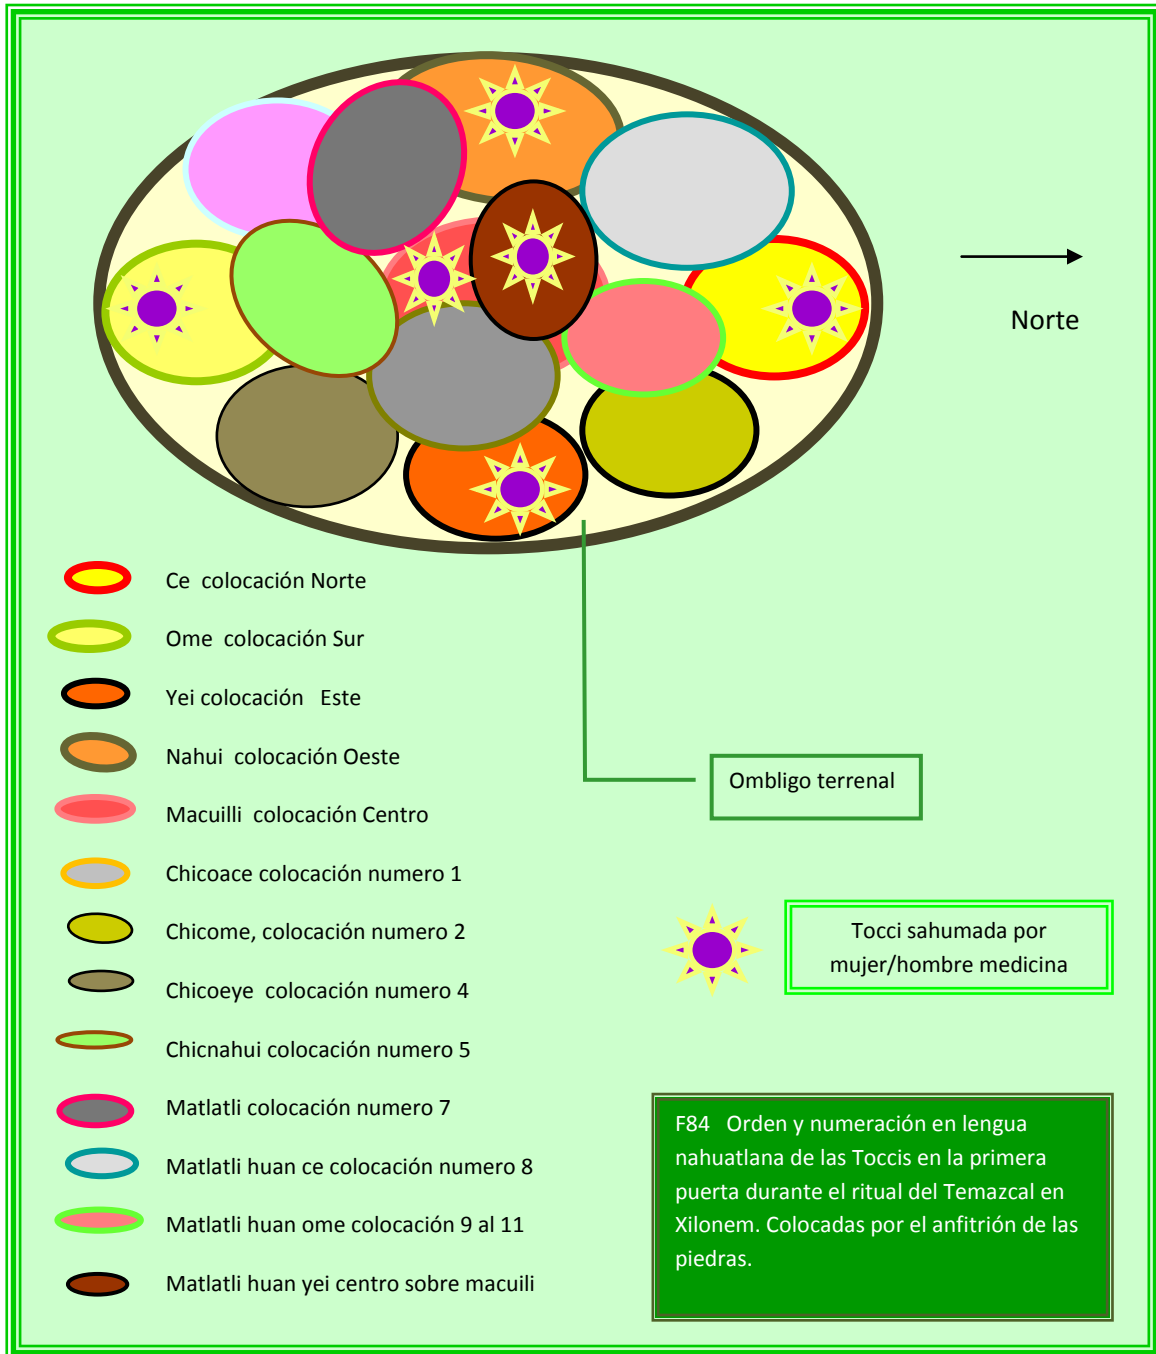 Norte
Ce colocación Norte
Ome colocación Sur
Yei colocación Este
Nahui colocación Oeste
Macuilli colocación Centro
Chicoace colocación numero 1
Chicome, colocación numero 2
Chicoeye colocación numero 4
Chicnahui colocación numero 5
Matlatli colocación numero 7
Matlatli huan ce colocación numero 8
Matlatli huan ome colocación 9 al 11
Matlatli huan yei centro sobre macuili
Ombligo terrenal
Tocci sahumada por
mujer/hombre medicina
F84 Orden y numeración en lengua
nahuatlana de las Toccis en la primera
puerta durante el ritual del Temazcal en
Xilonem. Colocadas por el anfitrión de las
piedras.